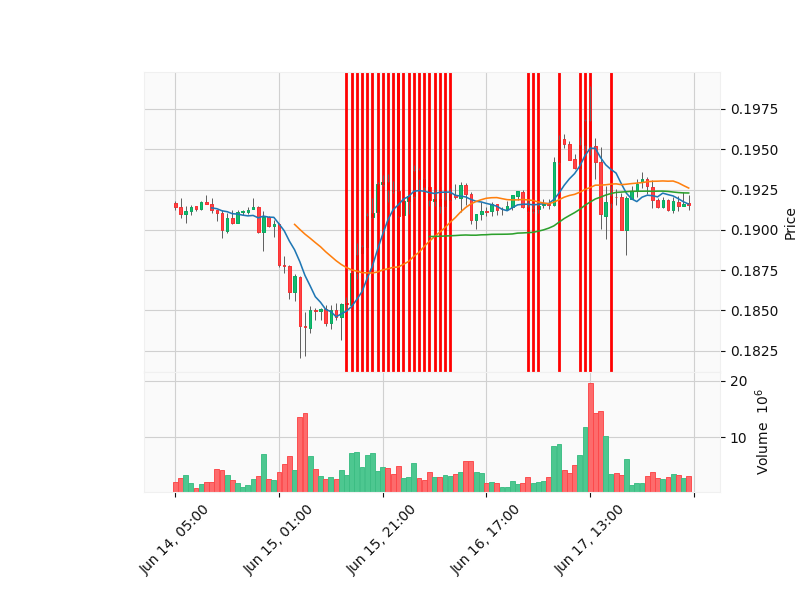 0.1975
0.1950
0.1925
0.1900
0.1875
0.1850
0.1825
Price
20
10
Volume 10^6
Jun 14, 05:00
Jun 15, 01:00
Jun 15, 21:00
Jun 16, 17:00
Jun 17, 13:00